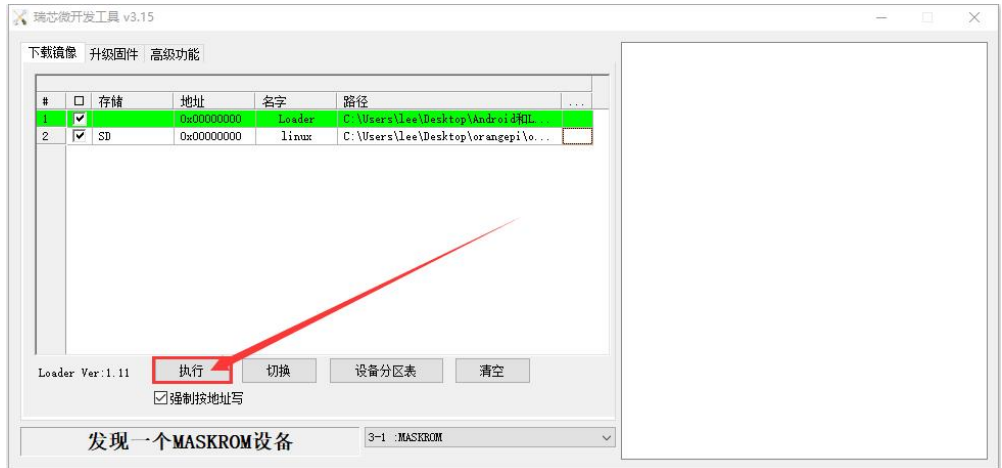 瑞芯微开发工具 v3.15
下载镜像 升级固件 高级功能
# 存储 地址 名字 路径 ...
1 0x00000000 Loader C:\Users\lee\Desktop\Android和L...
2 SD 0x00000000 linux C:\Users\lee\Desktop\orangepi\o...
Loader Ver:1.11 执行 切换 设备分区表 清空
强制按地址写
发现一个MASKROM设备 3-1 :MASKROM